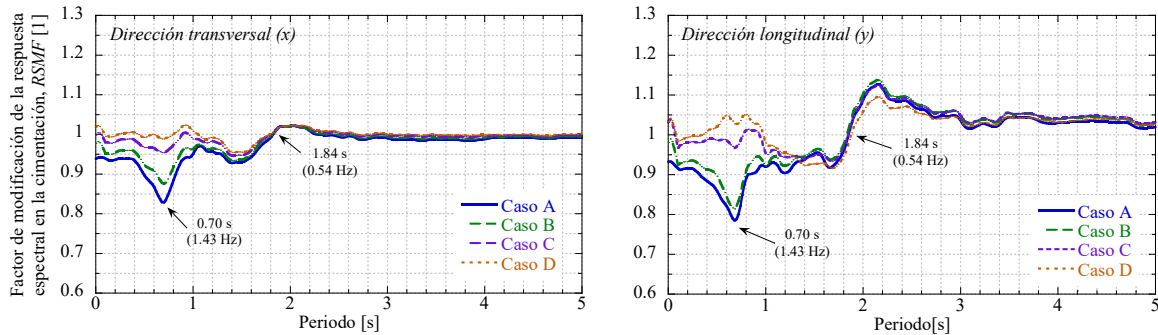 Factor de modificación de la respuesta
espectral en la cimentación, RSMF [1]
1.3
1.2
1.1
1
0.9
0.8
0.7
0.6
Dirección transversal (x)
1.84 s
(0.54 Hz)
0.70 s
(1.43 Hz)
Caso A
Caso B
Caso C
Caso D
0 1 2 3 4 5
Periodo [s]
1.3
1.2
1.1
1
0.9
0.8
0.7
0.6
Dirección longitudinal (y)
1.84 s
(0.54 Hz)
0.70 s
(1.43 Hz)
Caso A
Caso B
Caso C
Caso D
0 1 2 3 4 5
Periodo[s]